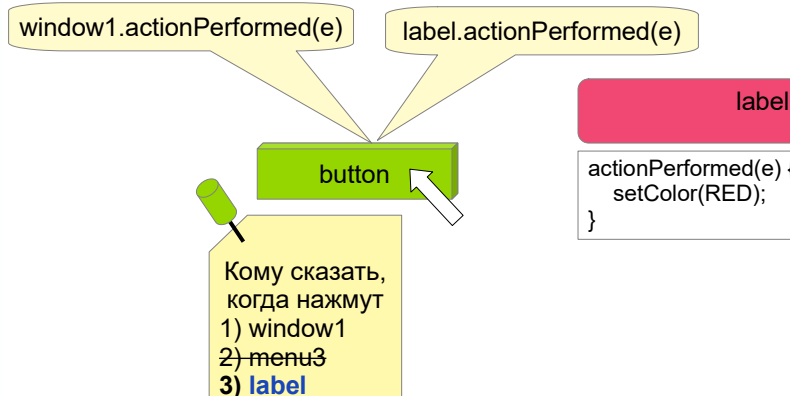 window1.actionPerformed(e)
label.actionPerformed(e)
label
button
actionPerformed(e) {
setColor(RED);
}
Кому сказать,
когда нажмут
1) window1
2) menu3
3) label